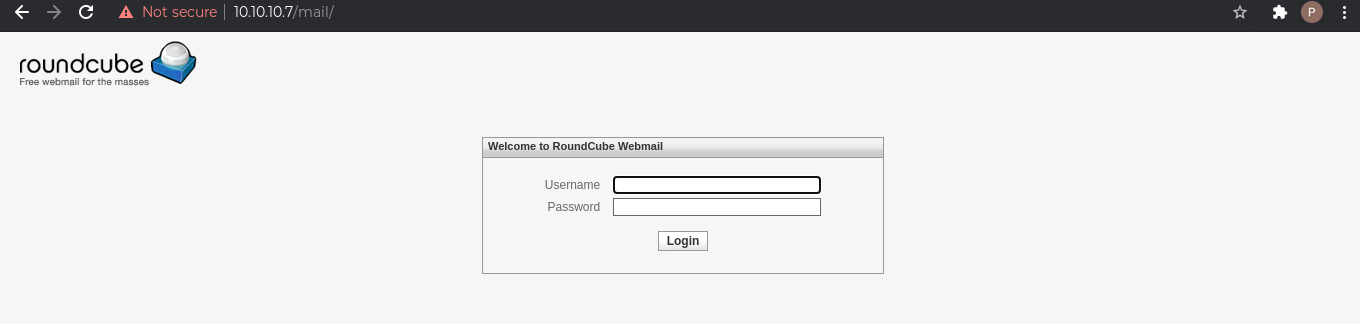 Not secure | 10.10.10.7/mail/
P
roundcube
Free webmail for the masses
Welcome to RoundCube Webmail
Username
Password
Login